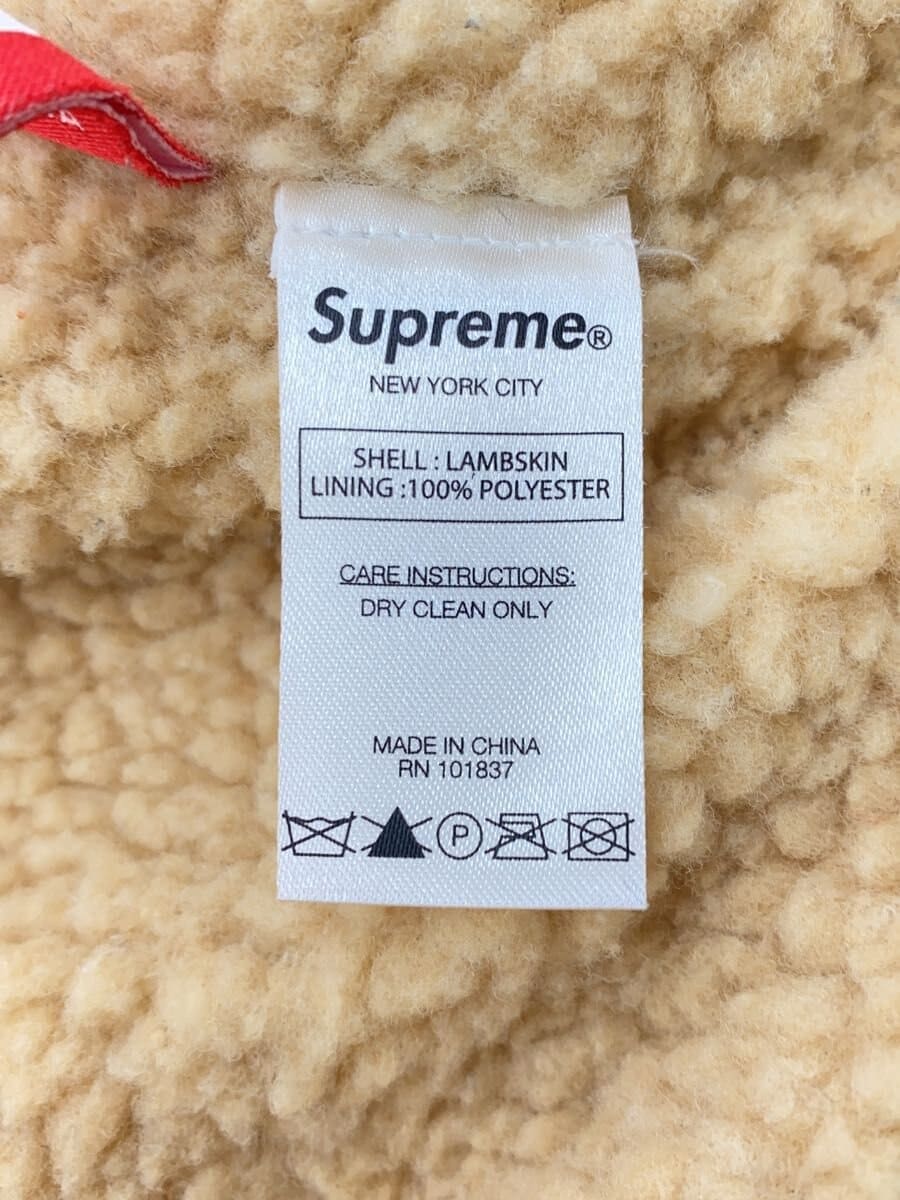 Supreme®
NEW YORK CITY
SHELL : LAMBSKIN
LINING :100% POLYESTER
CARE INSTRUCTIONS:
DRY CLEAN ONLY
MADE IN CHINA
RN 101837
P